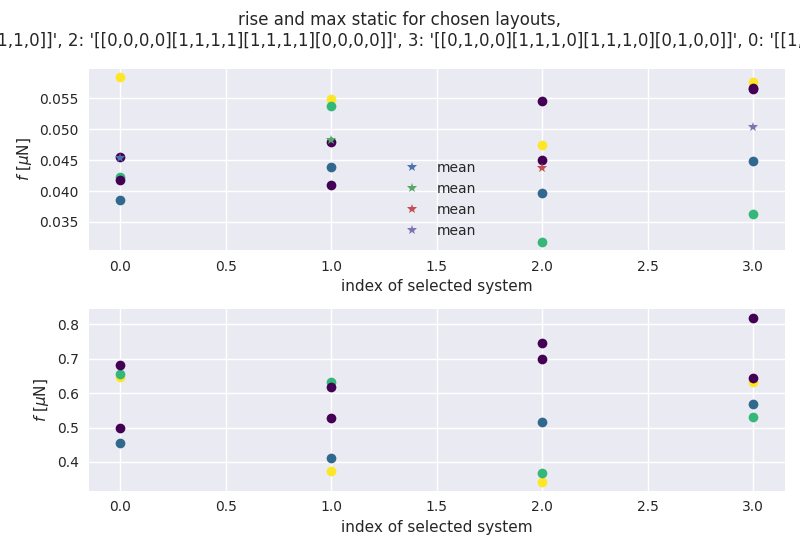 rise and max static for chosen layouts,
1,1,0]]', 2: '[[0,0,0,0][1,1,1,1][1,1,1,1][0,0,0,0]]', 3: '[[0,1,0,0][1,1,1,0][1,1,1,0][0,1,0,0]]', 0: '[[1,
f [μN]
0.055
0.050
0.045
0.040
0.035
mean
mean
mean
mean
0.0 0.5 1.0 1.5 2.0 2.5 3.0
index of selected system
f [μN]
0.8
0.7
0.6
0.5
0.4
0.0 0.5 1.0 1.5 2.0 2.5 3.0
index of selected system